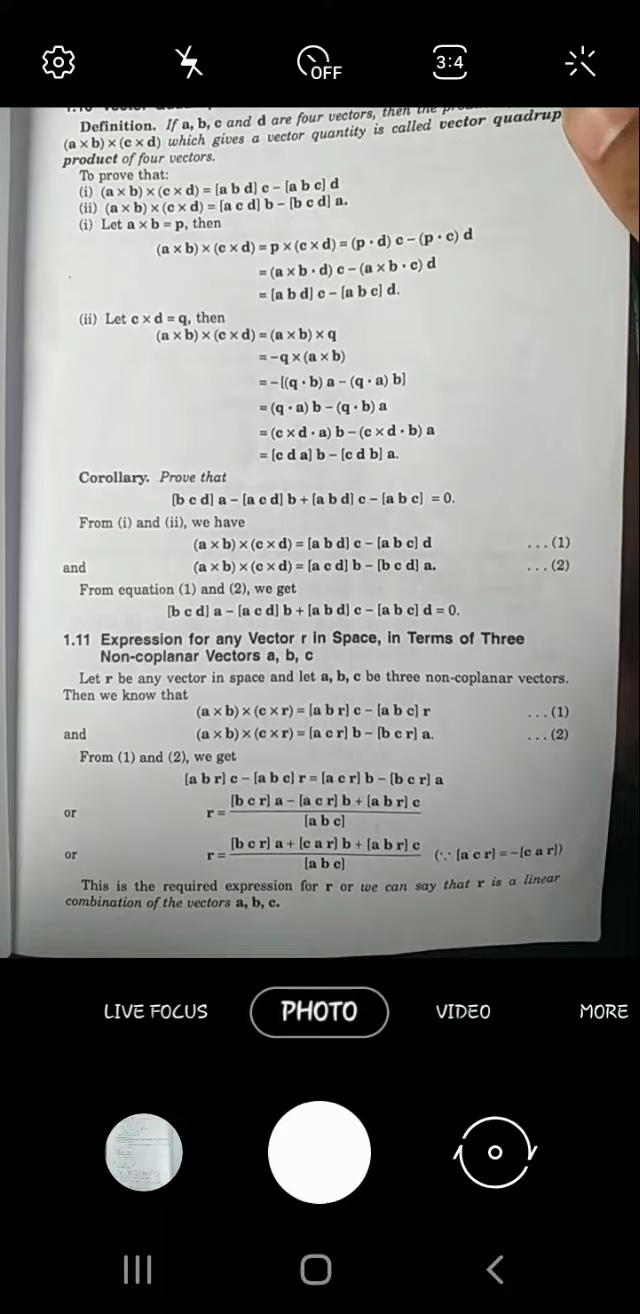 OFF
3:4
Definition. If a, b, c and d are four vectors, then the
(a × b) × (c × d) which gives a vector quantity is called vector quadrup
product of four vectors.
To prove that:
(i) (a × b) × (c × d) = [a b d] c – [a b c] d
(ii) (a × b) × (c × d) = [a c d] b – [b c d] a.
(i) Let a × b = p, then
(a × b) × (c × d) = p × (c × d) = (p · d) c – (p · c) d
= (a × b · d) c – (a × b · c) d
= [a b d] c – [a b c] d.
(ii) Let c × d = q, then
(a × b) × (c × d) = (a × b) × q
= – q × (a × b)
= – [(q · b) a – (q · a) b]
= (q · a) b – (q · b) a
= (c × d · a) b – (c × d · b) a
= [c d a] b – [c d b] a.
Corollary. Prove that
[b c d] a – [a c d] b + [a b d] c – [a b c] = 0.
From (i) and (ii), we have
(a × b) × (c × d) = [a b d] c – [a b c] d ...(1)
and (a × b) × (c × d) = [a c d] b – [b c d] a. ...(2)
From equation (1) and (2), we get
[b c d] a – [a c d] b + [a b d] c – [a b c] d = 0.
1.11 Expression for any Vector r in Space, in Terms of Three
Non-coplanar Vectors a, b, c
Let r be any vector in space and let a, b, c be three non-coplanar vectors.
Then we know that
(a × b) × (c × r) = [a b r] c – [a b c] r ...(1)
and (a × b) × (c × r) = [a c r] b – [b c r] a. ...(2)
From (1) and (2), we get
[a b r] c – [a b c] r = [a c r] b – [b c r] a
or r = [b c r] a – [a c r] b + [a b r] c
[a b c]
or r = [b c r] a + [c a r] b + [a b r] c (∵ [a c r] = – [c a r])
[a b c]
This is the required expression for r or we can say that r is a linear
combination of the vectors a, b, c.
LIVE FOCUS
PHOTO
VIDEO
MORE